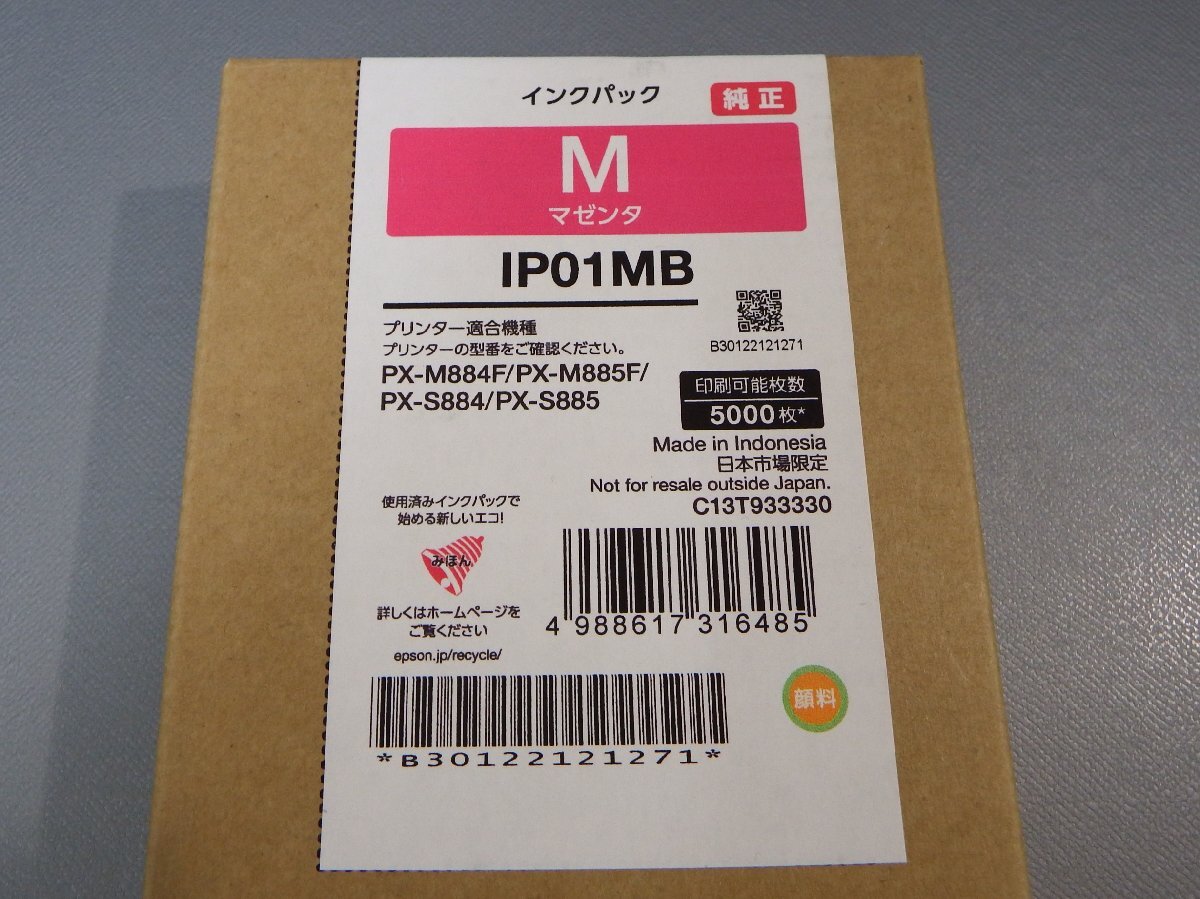 インクパック
純正
M
マゼンタ
IP01MB
プリンター適合機種
プリンターの型番をご確認ください。
PX-M884F/PX-M885F/
PX-S884/PX-S885
B30122121271
印刷可能枚数
5000枚*
Made in Indonesia
日本市場限定
Not for resale outside Japan.
C13T933330
使用済みインクパックで
始める新しいエコ!
みほん
詳しくはホームページを
ご覧ください
epson.jp/recycle/
4 988617 316485
顔料
*B30122121271*